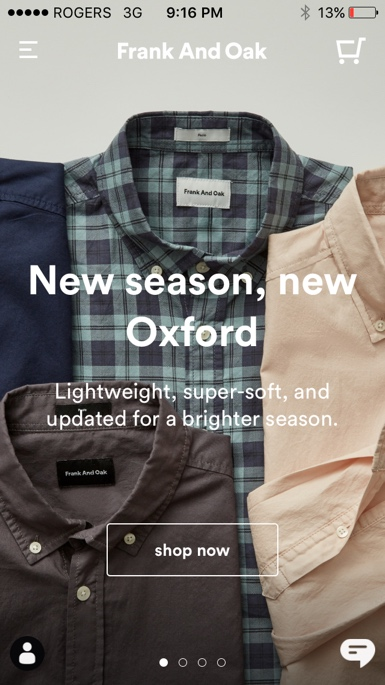 ROGERS 3G 9:16 PM 13%
Frank And Oak
Frank And Oak
New season, new
Oxford
Lightweight, super-soft, and
updated for a brighter season.
Frank And Oak
shop now